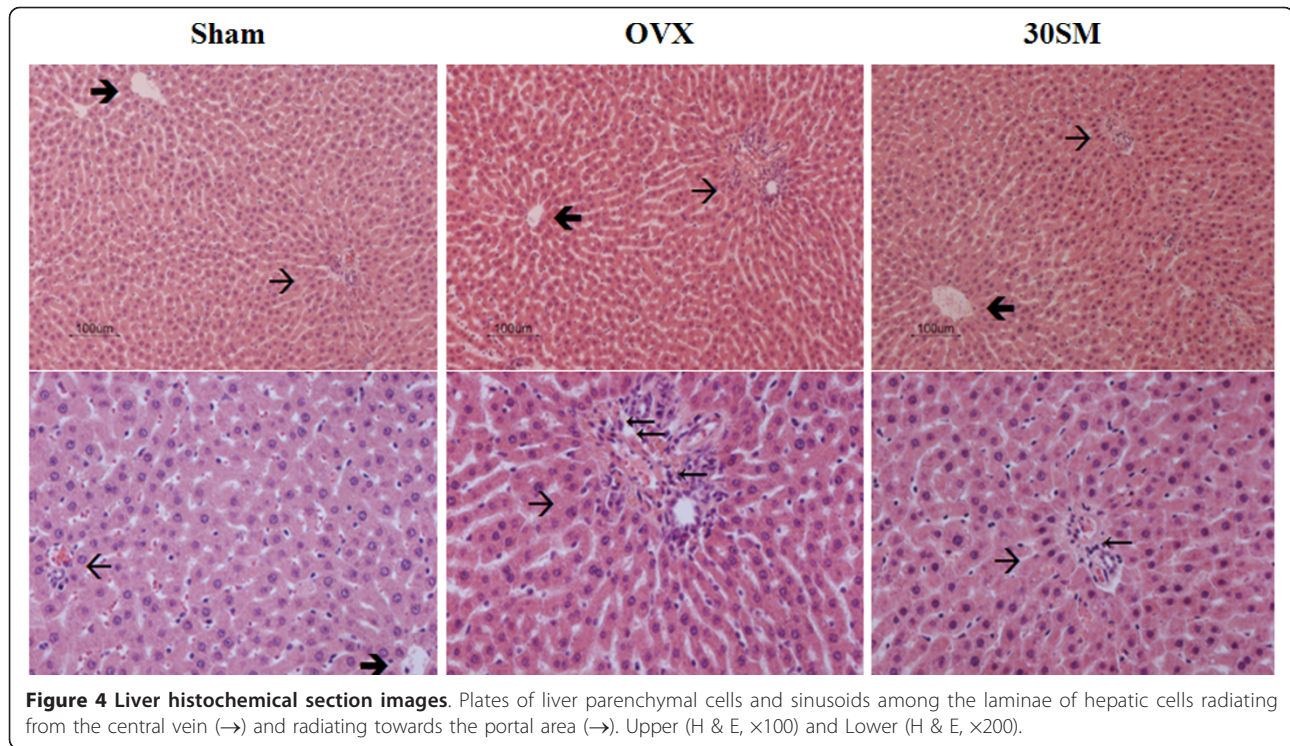 Sham OVX 30SM
100um 100um 100um
Figure 4 Liver histochemical section images. Plates of liver parenchymal cells and sinusoids among the laminae of hepatic cells radiating
from the central vein (→) and radiating towards the portal area (→). Upper (H & E, ×100) and Lower (H & E, ×200).